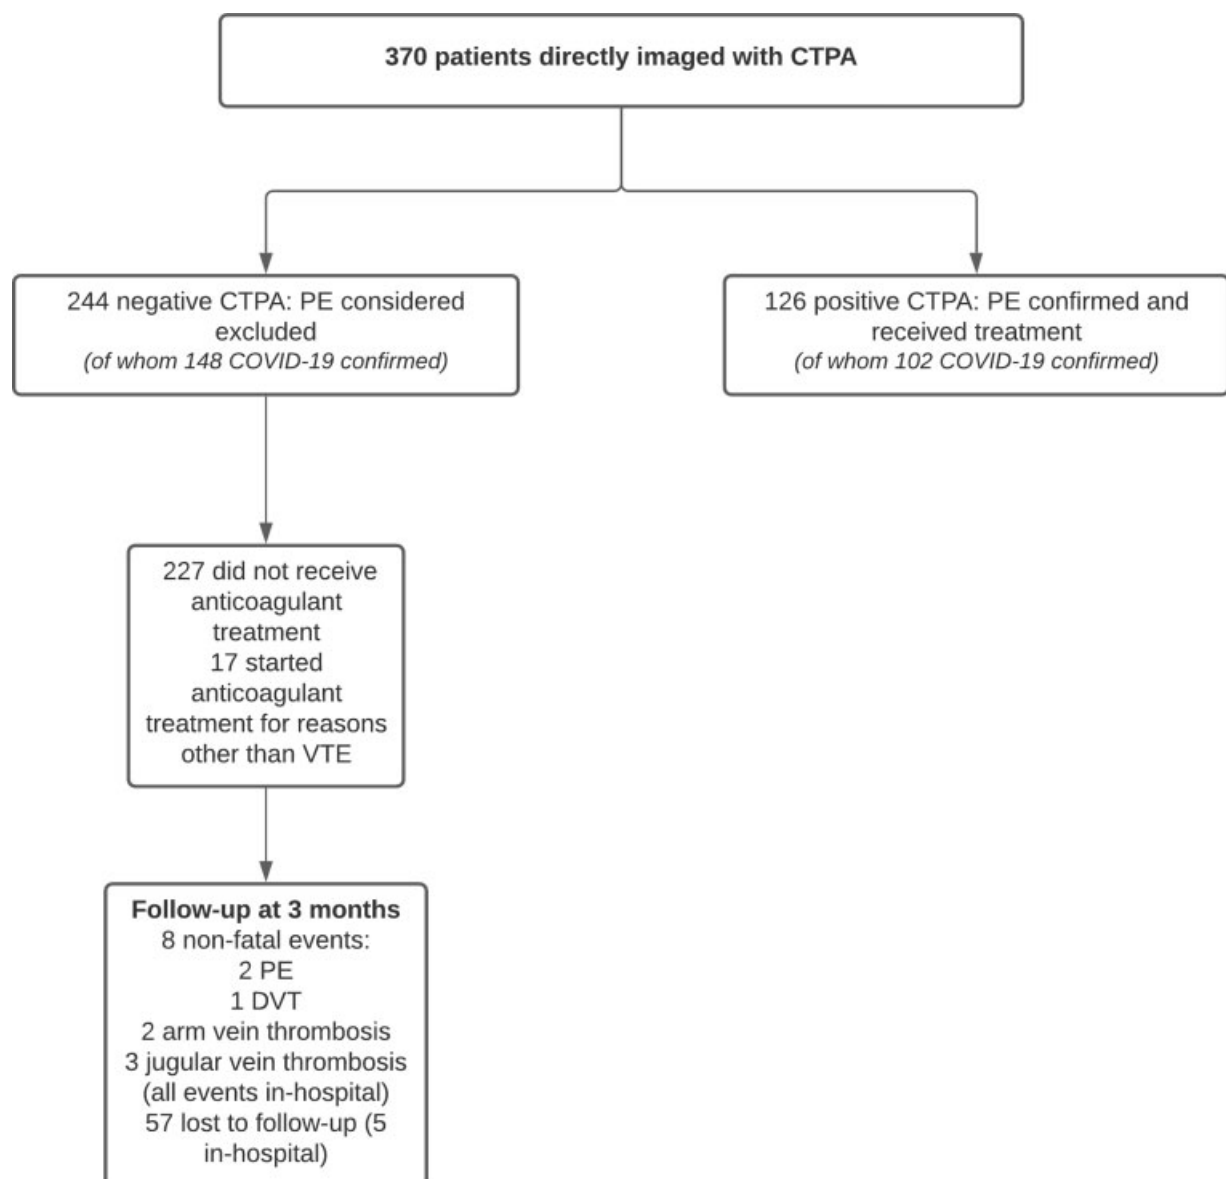 370 patients directly imaged with CTPA
244 negative CTPA: PE considered
excluded
(of whom 148 COVID-19 confirmed)
126 positive CTPA: PE confirmed and
received treatment
(of whom 102 COVID-19 confirmed)
227 did not receive
anticoagulant
treatment
17 started
anticoagulant
treatment for reasons
other than VTE
Follow-up at 3 months
8 non-fatal events:
2 PE
1 DVT
2 arm vein thrombosis
3 jugular vein thrombosis
(all events in-hospital)
57 lost to follow-up (5
in-hospital)